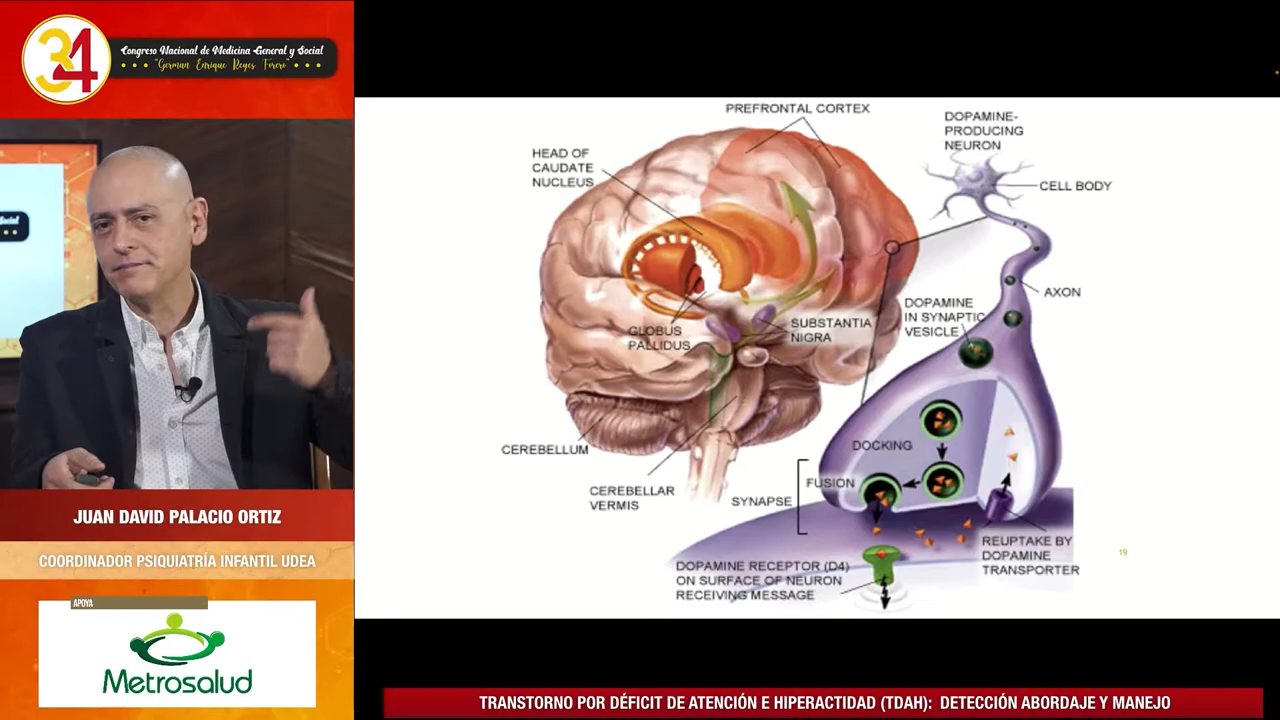 34
Congreso Nacional de Medicina General y Social
"German Enrique Reyes Forero"
Social
JUAN DAVID PALACIO ORTIZ
COORDINADOR PSIQUIATRÍA INFANTIL UDEA
APOYA
Metrosalud
PREFRONTAL CORTEX
HEAD OF
CAUDATE
NUCLEUS
DOPAMINE-
PRODUCING
NEURON
CELL BODY
AXON
DOPAMINE
IN SYNAPTIC
VESICLE
GLOBUS
PALLIDUS
SUBSTANTIA
NIGRA
CEREBELLUM
CEREBELLAR
VERMIS
DOCKING
FUSION
SYNAPSE
REUPTAKE BY
DOPAMINE
TRANSPORTER
DOPAMINE RECEPTOR (D4)
ON SURFACE OF NEURON
RECEIVING MESSAGE
19
TRANSTORNO POR DÉFICIT DE ATENCIÓN E HIPERACTIDAD (TDAH): DETECCIÓN ABORDAJE Y MANEJO